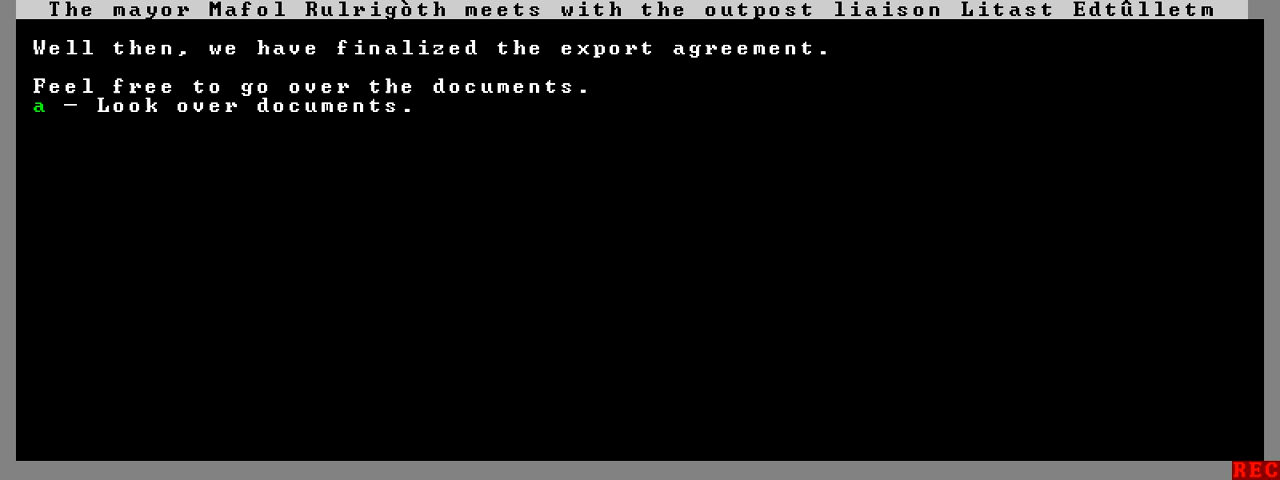 The mayor Mafol Rulrigòth meets with the outpost liaison Litast Edtûlletm
Well then, we have finalized the export agreement.
Feel free to go over the documents.
a — Look over documents.
REC